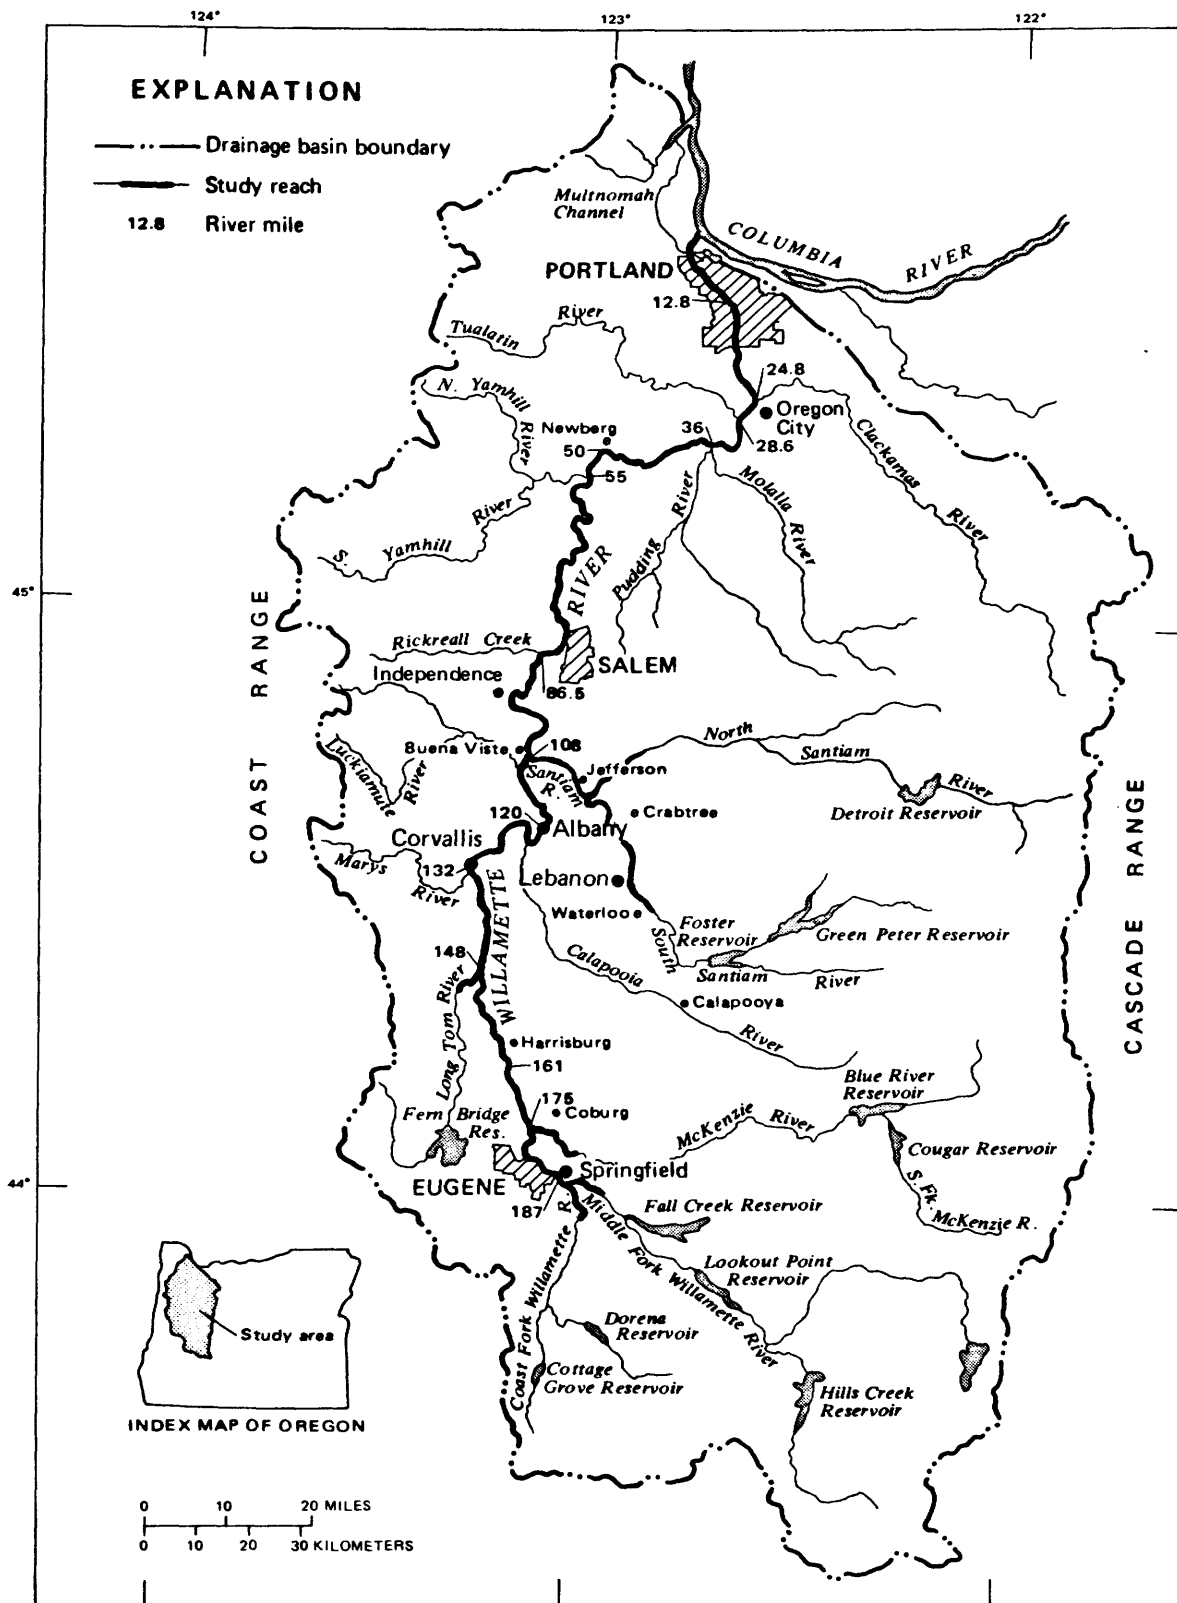 124°
123°
122°
EXPLANATION
Drainage basin boundary
Study reach
12.8 River mile
Multnomah
Channel
COLUMBIA
RIVER
PORTLAND
12.8
Tualatin
River
24.8
N. Yamhill
River
Oregon
City
Newberg
36
28.6
50
55
Clackamas
River
Molalla
River
Pudding
River
S.
Yamhill
River
45°
RIVER
COAST RANGE
Rickreall Creek
SALEM
Independence
86.5
North
Santiam
River
Buena Viste
108
Jefferson
Santiam
R.
Luckiamute
River
Detroit Reservoir
Crabtree
120
Albany
Corvallis
Marys
River
132
Lebanon
CASCADE RANGE
WILLAMETTE
Waterloo
Foster
Reservoir
Green Peter Reservoir
South
Santiam
River
148
Calapooia
River
Calapooya
Long Tom River
Harrisburg
161
Blue River
Reservoir
175
Coburg
Fern Bridge
Res.
McKenzie
River
Cougar Reservoir
Springfield
44°
EUGENE
187
S. Fk.
McKenzie R.
Fall Creek Reservoir
Middle Fork Willamette River
Lookout Point
Reservoir
Coast Fork Willamette R.
Study area
Dorena
Reservoir
Cottage
Grove Reservoir
Hills Creek
Reservoir
INDEX MAP OF OREGON
0 10 20 MILES
0 10 20 30 KILOMETERS